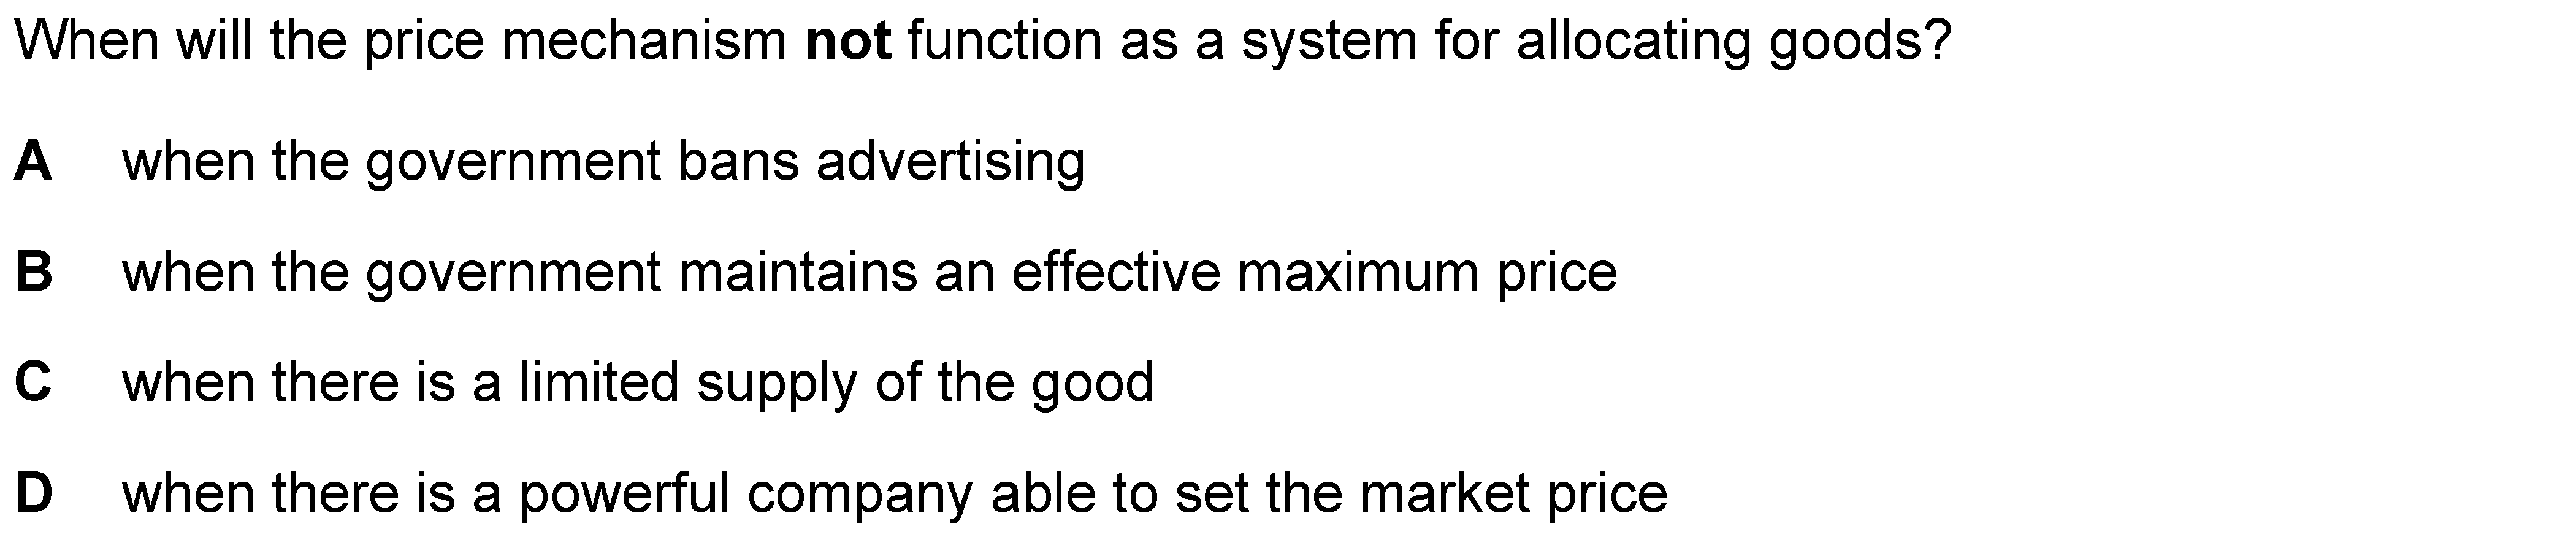 When will the price mechanism not function as a system for allocating goods?
A when the government bans advertising
B when the government maintains an effective maximum price
C when there is a limited supply of the good
D when there is a powerful company able to set the market price